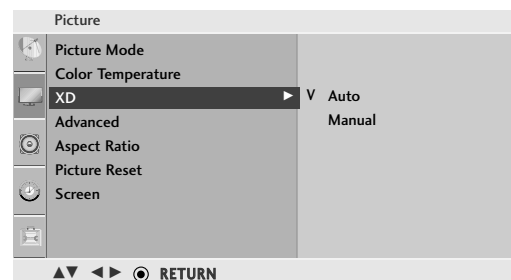 Picture
Picture Mode
Color Temperature
XD ► V Auto
Advanced Manual
Aspect Ratio
Picture Reset
Screen
▲▼ ◄► ◉ RETURN